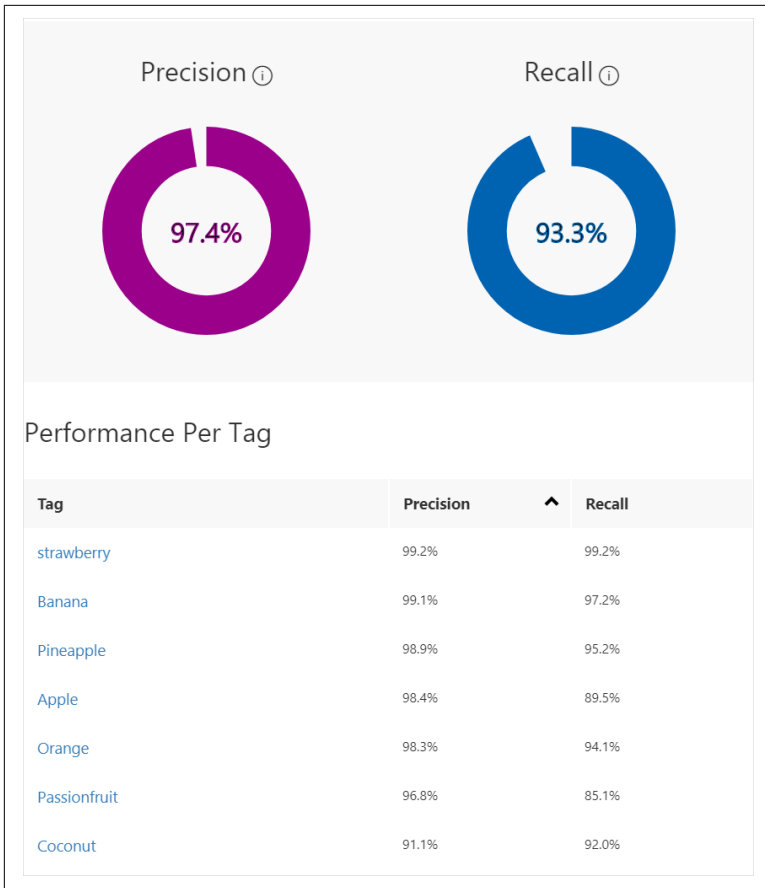 Precision ⓘ Recall ⓘ
97.4% 93.3%
Performance Per Tag
Tag Precision Recall
strawberry 99.2% 99.2%
Banana 99.1% 97.2%
Pineapple 98.9% 95.2%
Apple 98.4% 89.5%
Orange 98.3% 94.1%
Passionfruit 96.8% 85.1%
Coconut 91.1% 92.0%